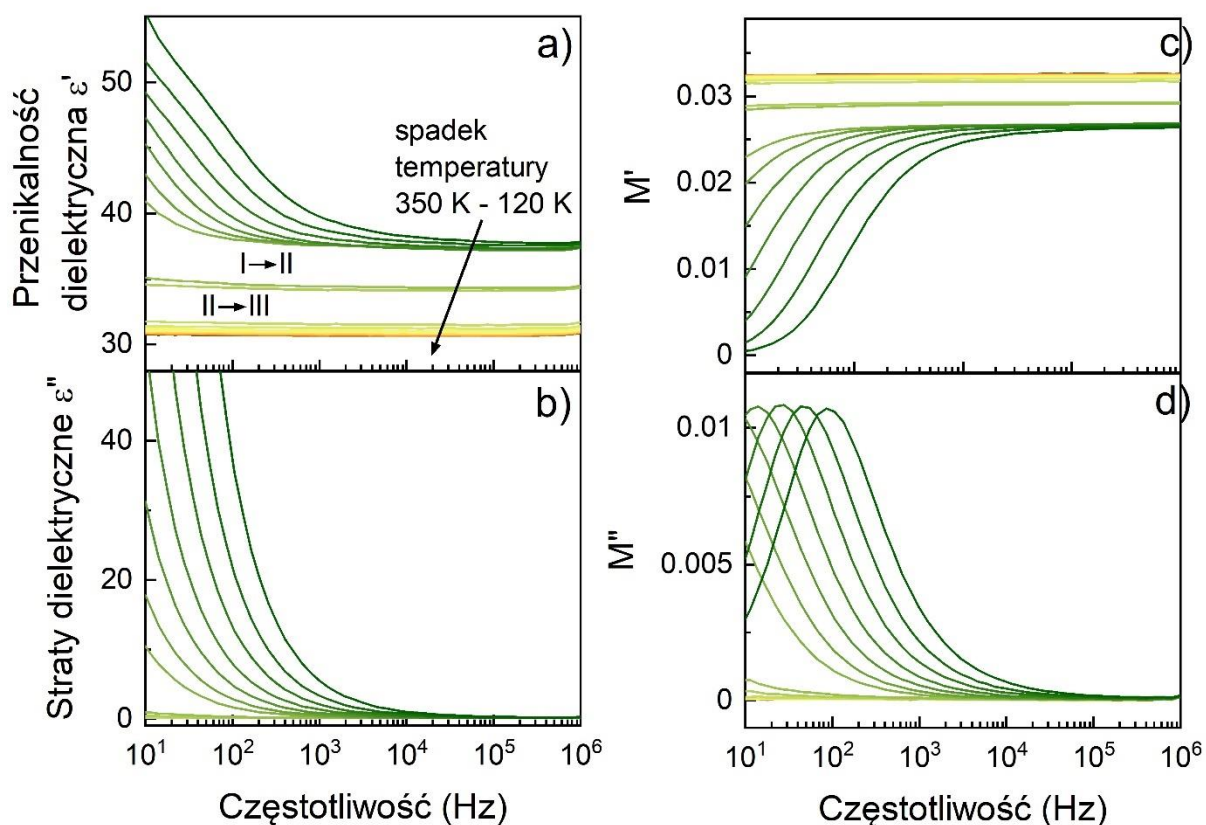 a)
Przenikalność
dielektryczna ε'
50
40
30
spadek
temperatury
350 K - 120 K
I→II
II→III
b)
Straty dielektryczne ε"
40
20
0
10¹ 10² 10³ 10⁴ 10⁵ 10⁶
Częstotliwość (Hz)
c)
M'
0.03
0.02
0.01
0
d)
M"
0.01
0.005
0
10¹ 10² 10³ 10⁴ 10⁵ 10⁶
Częstotliwość (Hz)